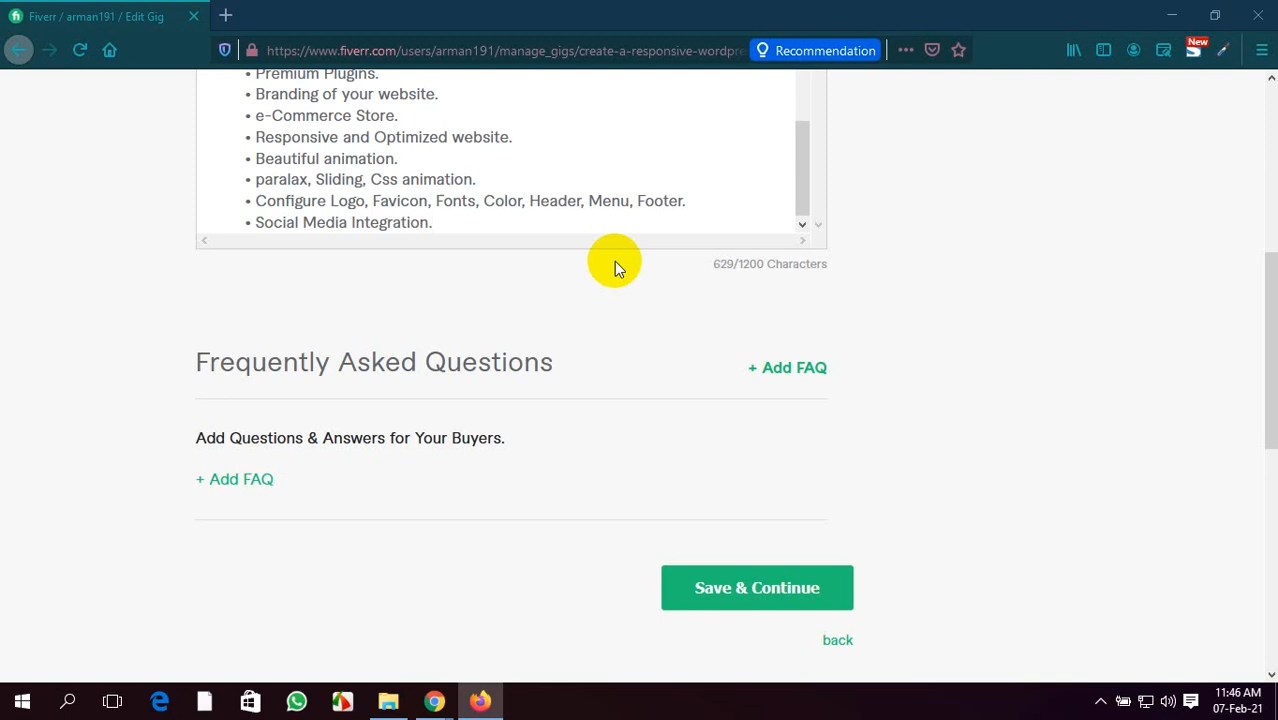 Fiverr / arman191 / Edit Gig
https://www.fiverr.com/users/arman191/manage_gigs/create-a-responsive-wordpre
Recommendation
New
• Premium Plugins.
• Branding of your website.
• e-Commerce Store.
• Responsive and Optimized website.
• Beautiful animation.
• paralax, Sliding, Css animation.
• Configure Logo, Favicon, Fonts, Color, Header, Menu, Footer.
• Social Media Integration.
629/1200 Characters
Frequently Asked Questions
+ Add FAQ
Add Questions & Answers for Your Buyers.
+ Add FAQ
Save & Continue
back
11:46 AM
07-Feb-21